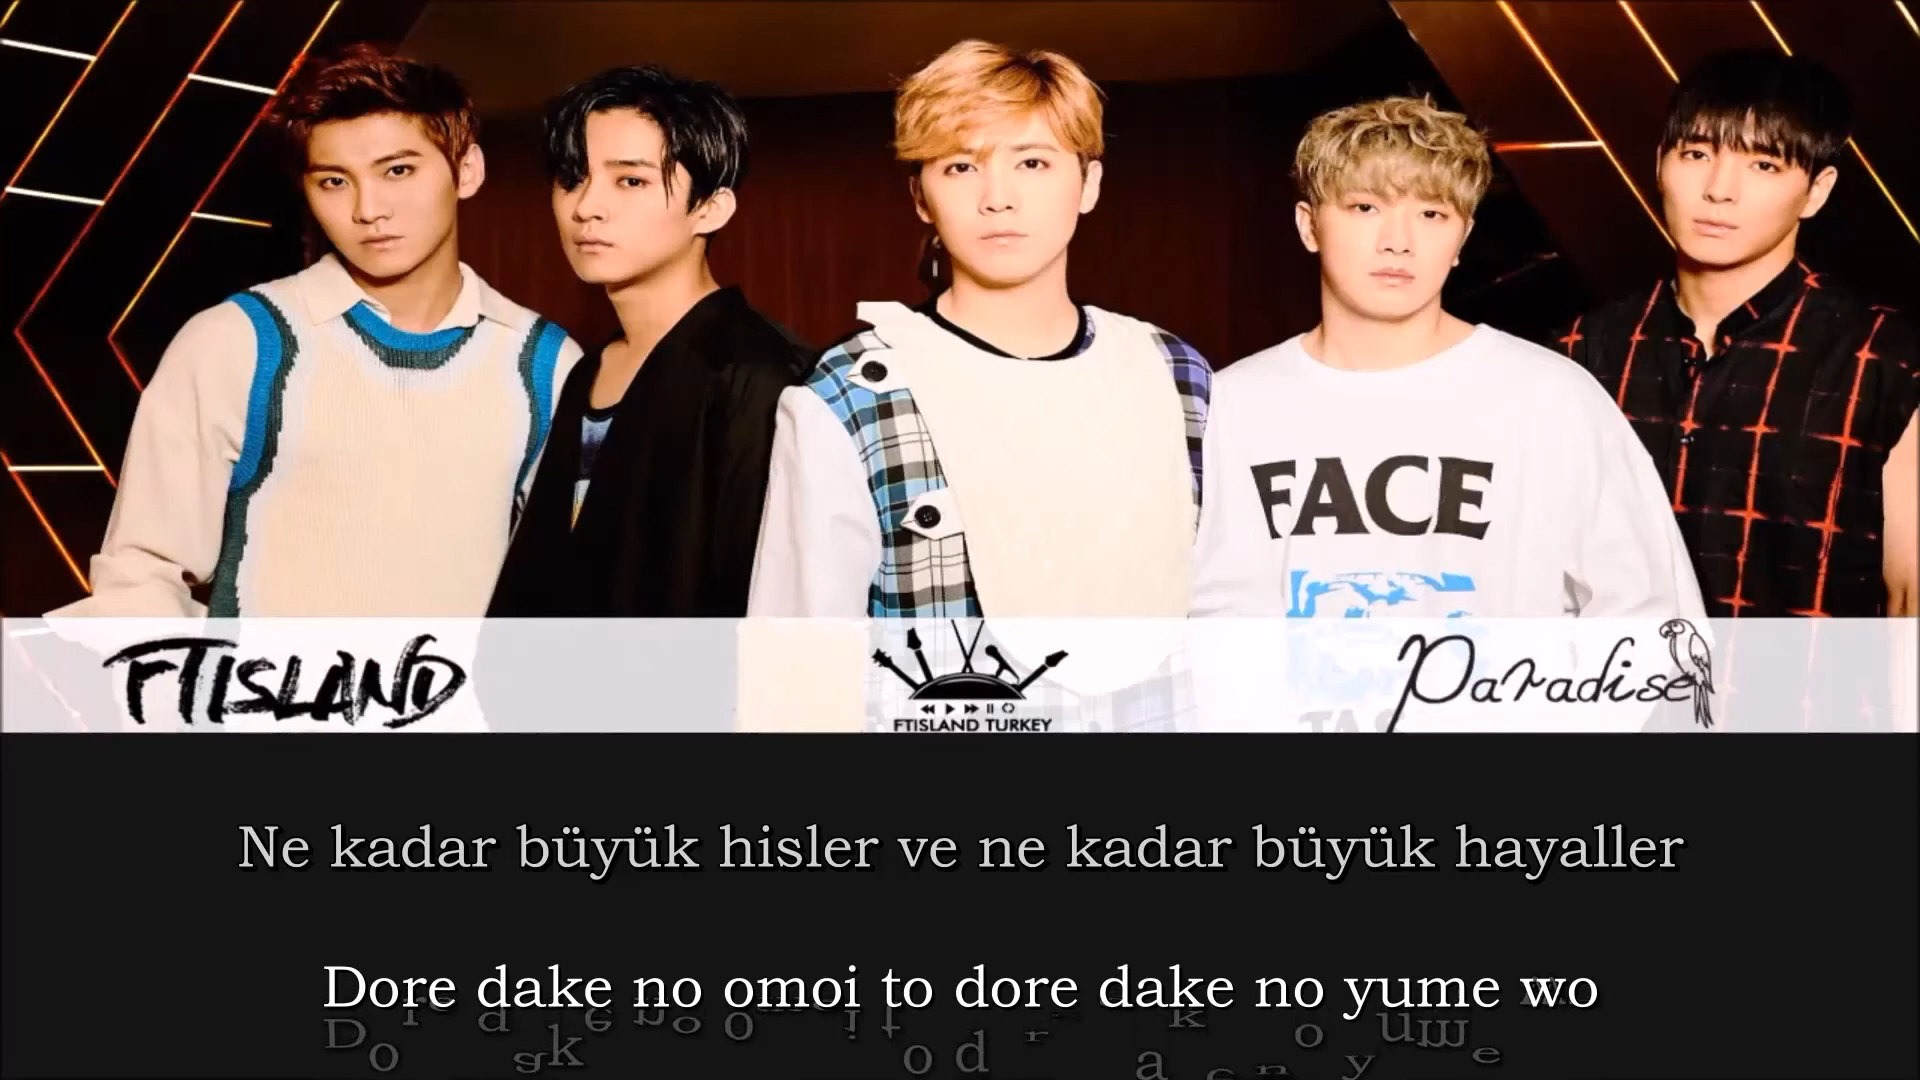 FACE
FTISLAND
FTISLAND TURKEY
Paradise
Ne kadar büyük hisler ve ne kadar büyük hayaller
Dore dake no omoi to dore dake no yume wo